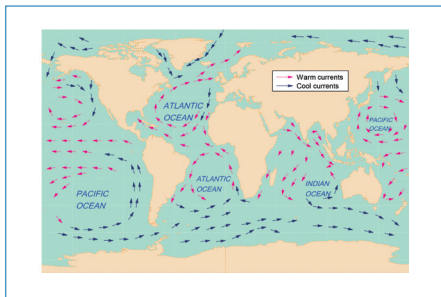 Warm currents
Cool currents
ATLANTIC
OCEAN
PACIFIC
OCEAN
ATLANTIC
OCEAN
INDIAN
OCEAN
PACIFIC
OCEAN